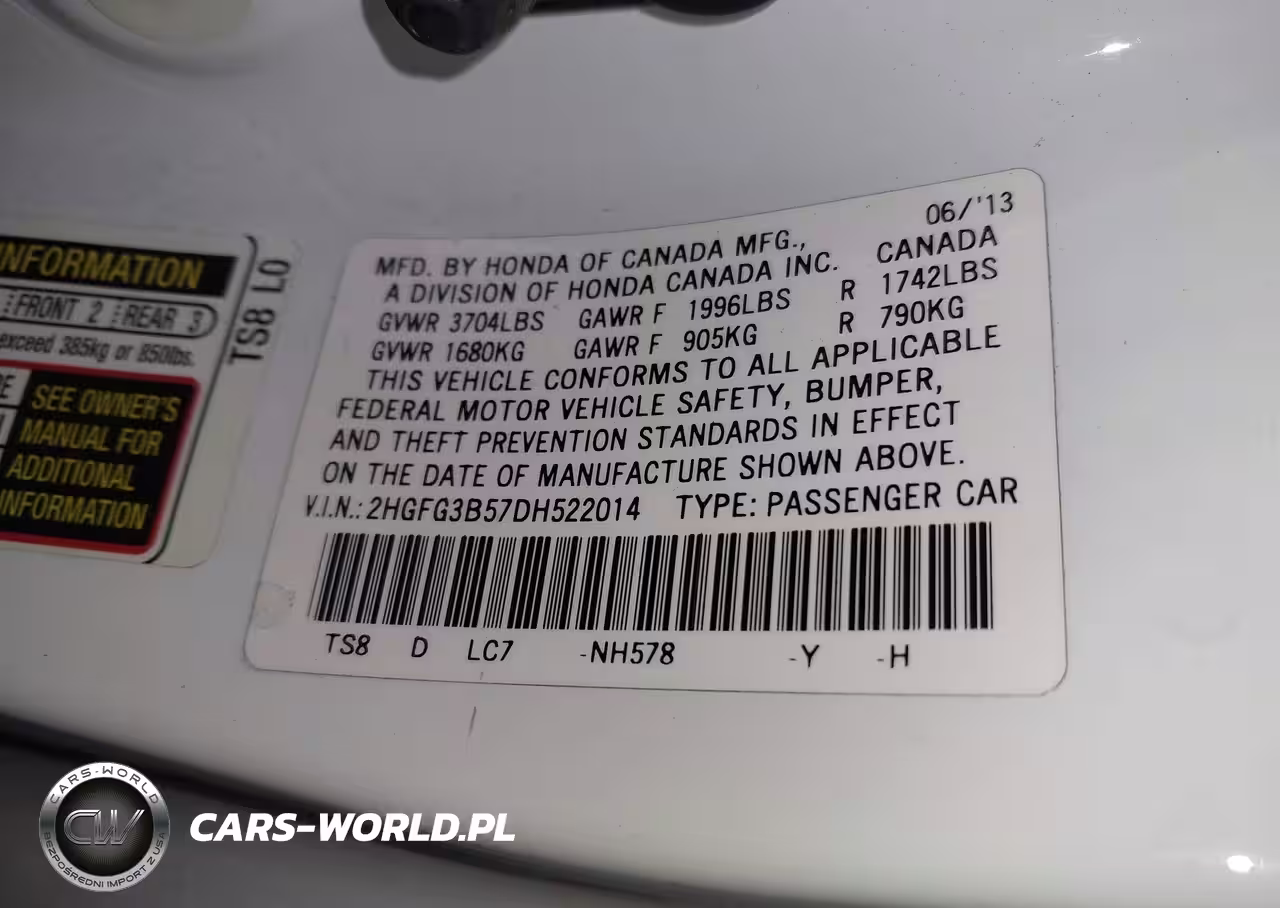 INFORMATION
FRONT 2 REAR 3
exceed 385kg or 850lbs.
SEE OWNER'S
MANUAL FOR
ADDITIONAL
INFORMATION
TS8 L0
06/'13
MFD. BY HONDA OF CANADA MFG.,
A DIVISION OF HONDA CANADA INC. CANADA
GVWR 3704LBS GAWR F 1996LBS R 1742LBS
GVWR 1680KG GAWR F 905KG R 790KG
THIS VEHICLE CONFORMS TO ALL APPLICABLE
FEDERAL MOTOR VEHICLE SAFETY, BUMPER,
AND THEFT PREVENTION STANDARDS IN EFFECT
ON THE DATE OF MANUFACTURE SHOWN ABOVE.
V.I.N.: 2HGFG3B57DH522014 TYPE: PASSENGER CAR
TS8 D LC7 -NH578 -Y -H
CARS-WORLD
CW
BEZPOŚREDNI IMPORT Z USA
CARS-WORLD.PL